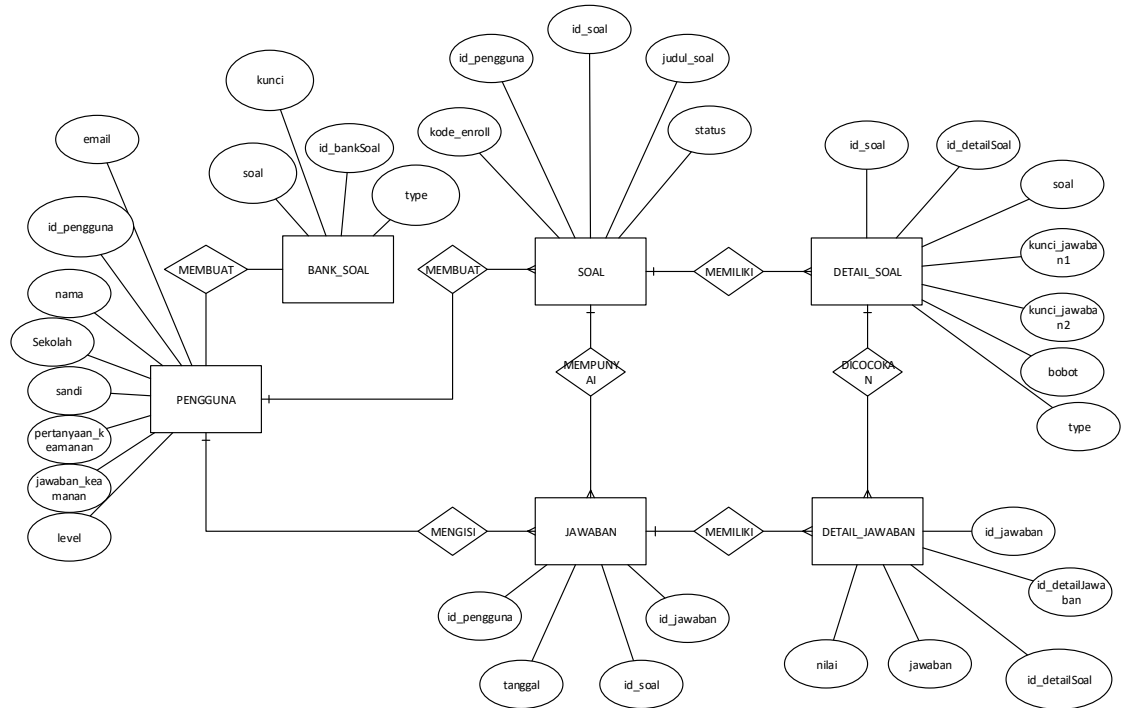 id_soal
id_pengguna
judul_soal
kunci
kode_enroll
status
email
id_bankSoal
id_soal
id_detailSoal
soal
type
soal
id_pengguna
kunci_jawaba
n1
MEMBUAT
BANK_SOAL
MEMBUAT
SOAL
MEMILIKI
DETAIL_SOAL
nama
kunci_jawaba
n2
Sekolah
MEMPUNY
AI
DICOCOKA
N
bobot
sandi
PENGGUNA
type
pertanyaan_k
eamanan
jawaban_kea
manan
level
MENGISI
JAWABAN
MEMILIKI
DETAIL_JAWABAN
id_jawaban
id_detailJawa
ban
id_pengguna
id_jawaban
nilai
jawaban
id_detailSoal
tanggal
id_soal